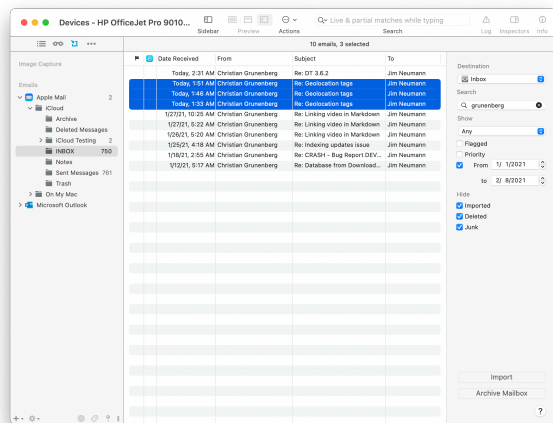 Devices - HP OfficeJet Pro 9010...
Sidebar
Preview
Actions
Live & partial matches while typing
Search
Log
Inspectors
Info
10 emails, 3 selected
Image Capture
Emails
Apple Mail 2
iCloud
Archive
Deleted Messages
iCloud Testing 2
INBOX 750
Notes
Sent Messages 761
Trash
On My Mac
Microsoft Outlook
Date Received From Subject To
Today, 2:31 AM Christian Grunenberg Re: DT 3.6.2 Jim Neumann
Today, 1:51 AM Christian Grunenberg Re: Geolocation tags Jim Neumann
Today, 1:46 AM Christian Grunenberg Re: Geolocation tags Jim Neumann
Today, 1:33 AM Christian Grunenberg Re: Geolocation tags Jim Neumann
1/27/21, 10:25 AM Christian Grunenberg Re: Linking video in Markdown Jim Neumann
1/27/21, 5:22 AM Christian Grunenberg Re: Linking video in Markdown Jim Neumann
1/26/21, 5:20 AM Christian Grunenberg Re: Linking video in Markdown Jim Neumann
1/25/21, 4:18 AM Christian Grunenberg Re: Indexing updates issue Jim Neumann
1/18/21, 2:55 AM Christian Grunenberg Re: CRASH - Bug Report DEV... Jim Neumann
1/12/21, 5:17 AM Christian Grunenberg Re: Database from Download... Jim Neumann
Destination
Inbox
Search
grunenberg
Show
Any
Flagged
Priority
From 1/ 1/2021
to 2/ 8/2021
Hide
Imported
Deleted
Junk
Import
Archive Mailbox
?